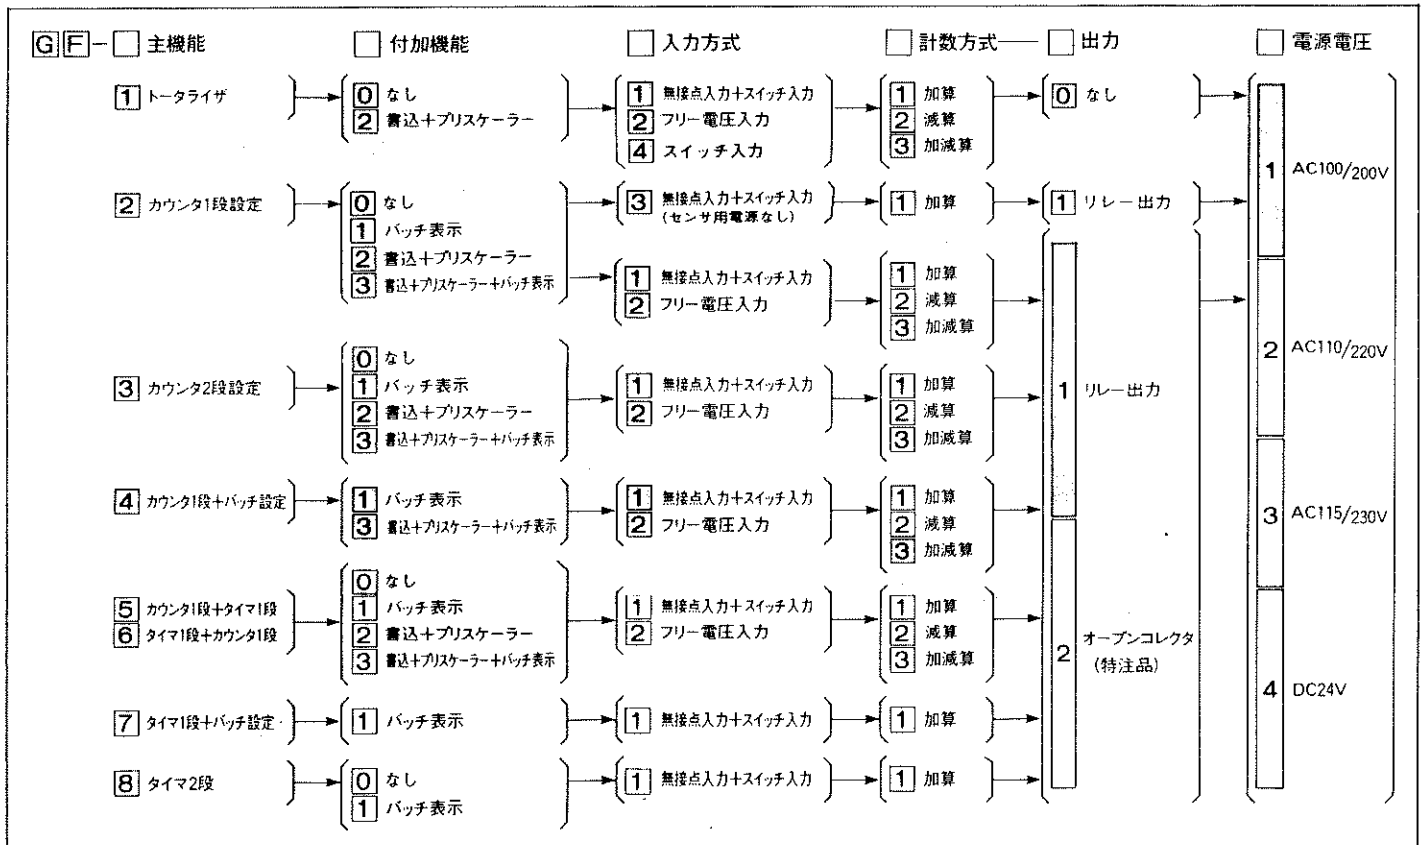 GF-□ 主機能 □ 付加機能 □ 入力方式 □ 計数方式 □ 出力 □ 電源電圧
1 トータライザ
0 なし
2 書込+プリスケーラー
1 無接点入力+スイッチ入力
2 フリー電圧入力
4 スイッチ入力
1 加算
2 減算
3 加減算
0 なし
2 カウンタ1段設定
0 なし
1 バッチ表示
2 書込+プリスケーラー
3 書込+プリスケーラー+バッチ表示
3 無接点入力+スイッチ入力
(センサ用電源なし)
1 加算
1 リレー出力
1 無接点入力+スイッチ入力
2 フリー電圧入力
1 加算
2 減算
3 加減算
3 カウンタ2段設定
0 なし
1 バッチ表示
2 書込+プリスケーラー
3 書込+プリスケーラー+バッチ表示
1 無接点入力+スイッチ入力
2 フリー電圧入力
1 加算
2 減算
3 加減算
4 カウンタ1段+バッチ設定
1 バッチ表示
3 書込+プリスケーラー+バッチ表示
1 無接点入力+スイッチ入力
2 フリー電圧入力
1 加算
2 減算
3 加減算
5 カウンタ1段+タイマ1段
6 タイマ1段+カウンタ1段
0 なし
1 バッチ表示
2 書込+プリスケーラー
3 書込+プリスケーラー+バッチ表示
1 無接点入力+スイッチ入力
2 フリー電圧入力
1 加算
2 減算
3 加減算
7 タイマ1段+バッチ設定
1 バッチ表示
1 無接点入力+スイッチ入力
1 加算
8 タイマ2段
0 なし
1 バッチ表示
1 無接点入力+スイッチ入力
1 加算
1 リレー出力
2 オープンコレクタ
(特注品)
1 AC100/200V
2 AC110/220V
3 AC115/230V
4 DC24V